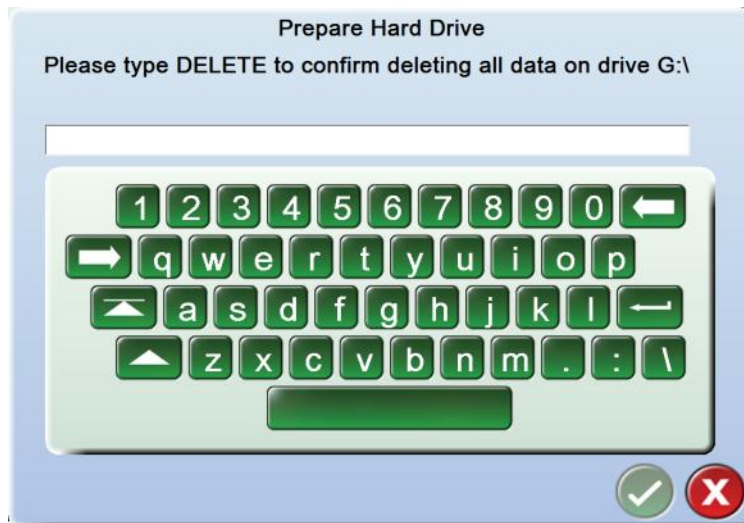 Prepare Hard Drive
Please type DELETE to confirm deleting all data on drive G:\
1 2 3 4 5 6 7 8 9 0
q w e r t y u i o p
a s d f g h j k l
z x c v b n m . : \